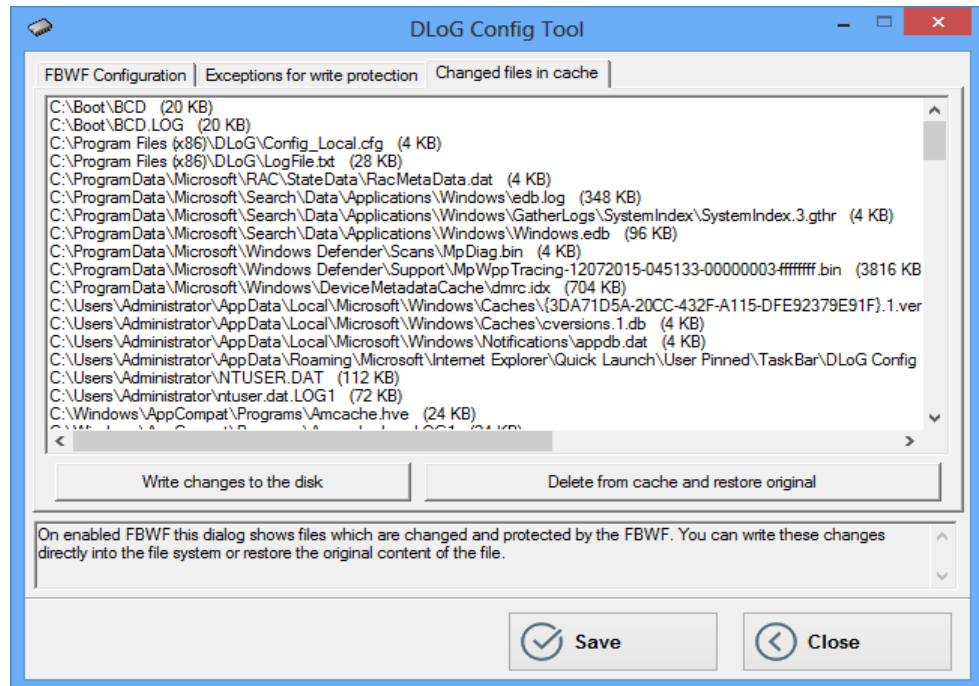 DLoG Config Tool
FBWF Configuration Exceptions for write protection Changed files in cache
C:\Boot\BCD (20 KB)
C:\Boot\BCD.LOG (20 KB)
C:\Program Files (x86)\DLoG\Config_Local.cfg (4 KB)
C:\Program Files (x86)\DLoG\LogFile.txt (28 KB)
C:\ProgramData\Microsoft\RAC\StateData\RacMetaData.dat (4 KB)
C:\ProgramData\Microsoft\Search\Data\Applications\Windows\edb.log (348 KB)
C:\ProgramData\Microsoft\Search\Data\Applications\Windows\GatherLogs\SystemIndex\SystemIndex.3.gthr (4 KB)
C:\ProgramData\Microsoft\Search\Data\Applications\Windows\Windows.edb (96 KB)
C:\ProgramData\Microsoft\Windows Defender\Scans\MpDiag.bin (4 KB)
C:\ProgramData\Microsoft\Windows Defender\Support\MpWppTracing-12072015-045133-00000003-ffffffff.bin (3816 KB
C:\ProgramData\Microsoft\Windows\DeviceMetadataCache\dmrc.idx (704 KB)
C:\Users\Administrator\AppData\Local\Microsoft\Windows\Caches\{3DA71D5A-20CC-432F-A115-DFE92379E91F}.1.ver
C:\Users\Administrator\AppData\Local\Microsoft\Windows\Caches\cversions.1.db (4 KB)
C:\Users\Administrator\AppData\Local\Microsoft\Windows\Notifications\appdb.dat (4 KB)
C:\Users\Administrator\AppData\Roaming\Microsoft\Internet Explorer\Quick Launch\User Pinned\TaskBar\DLoG Config
C:\Users\Administrator\NTUSER.DAT (112 KB)
C:\Users\Administrator\ntuser.dat.LOG1 (72 KB)
C:\Windows\AppCompat\Programs\Amcache.hve (24 KB)
Write changes to the disk Delete from cache and restore original
On enabled FBWF this dialog shows files which are changed and protected by the FBWF. You can write these changes
directly into the file system or restore the original content of the file.
Save Close